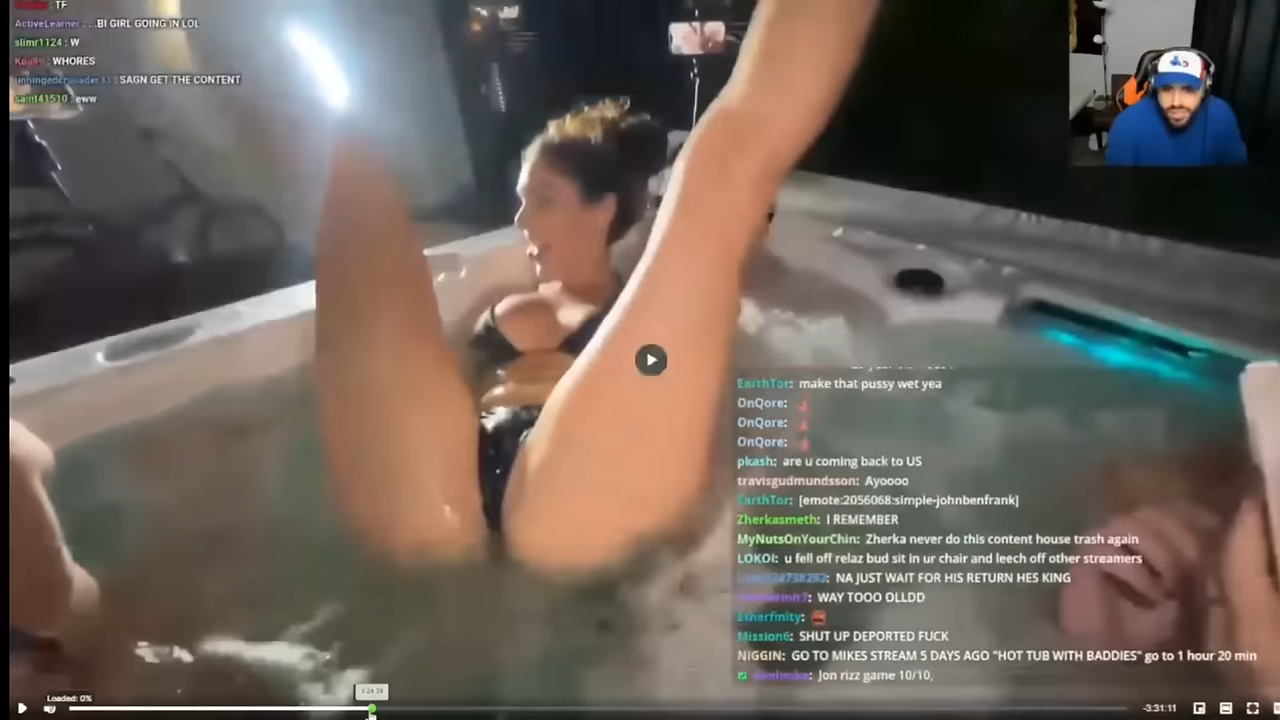 : TF
ActiveLearner : ...BI GIRL GOING IN LOL
slimr1124 : W
Koa99 : WHORES
unhingedcrusader33 : SAGN GET THE CONTENT
saml41510 : eww
EarthTor: make that pussy wet yea
OnQore:
OnQore:
OnQore:
pkash: are u coming back to US
travisgudmundsson: Ayoooo
EarthTor: [emote:2056068:simple-johnbenfrank]
Zherkasmeth: I REMEMBER
MyNutsOnYourChin: Zherka never do this content house trash again
LOKOI: u fell off relaz bud sit in ur chair and leech off other streamers
: NA JUST WAIT FOR HIS RETURN HES KING
: WAY TOOO OLLDD
Etherfinity:
Mission6: SHUT UP DEPORTED FUCK
NIGGIN: GO TO MIKES STREAM 5 DAYS AGO "HOT TUB WITH BADDIES" go to 1 hour 20 min
: Jon rizz game 10/10,
Loaded: 0%
-3:31:11